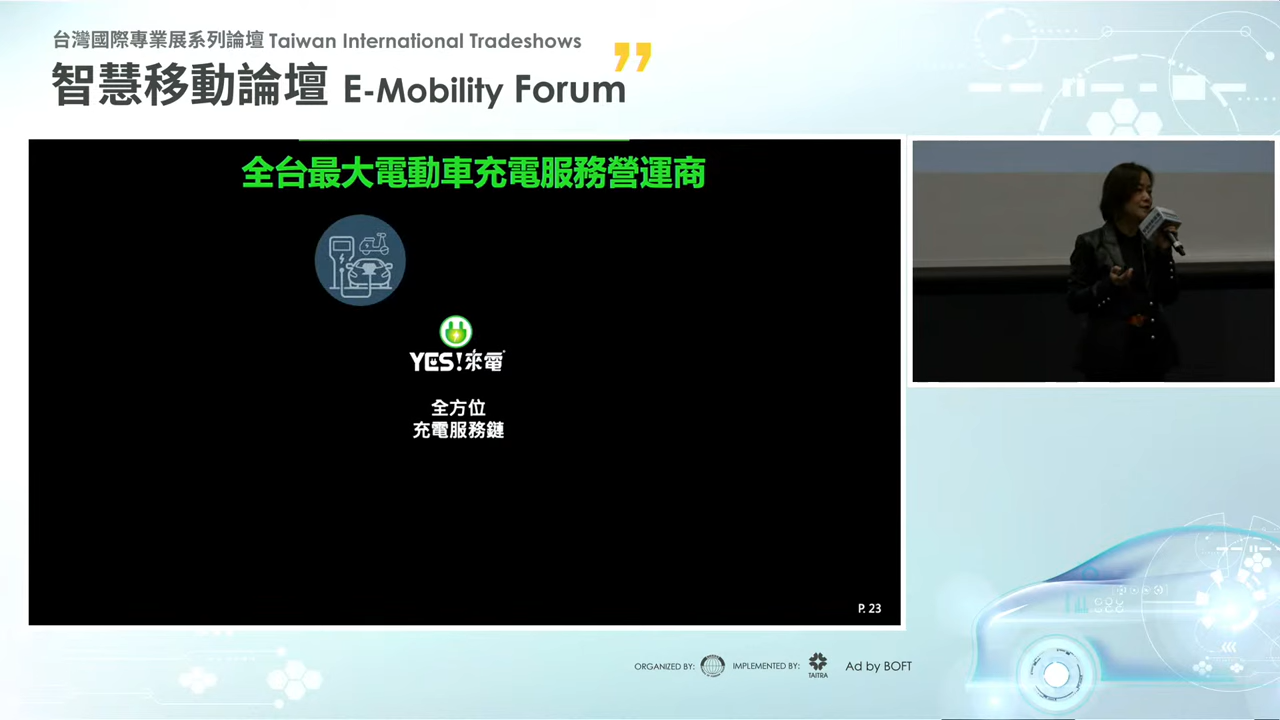 台灣國際專業展系列論壇 Taiwan International Tradeshows
智慧移動論壇 E-Mobility Forum
全台最大電動車充電服務營運商
YES!來電
全方位
充電服務鏈
P. 23
ORGANIZED BY:
IMPLEMENTED BY:
TAITRA
Ad by BOFT